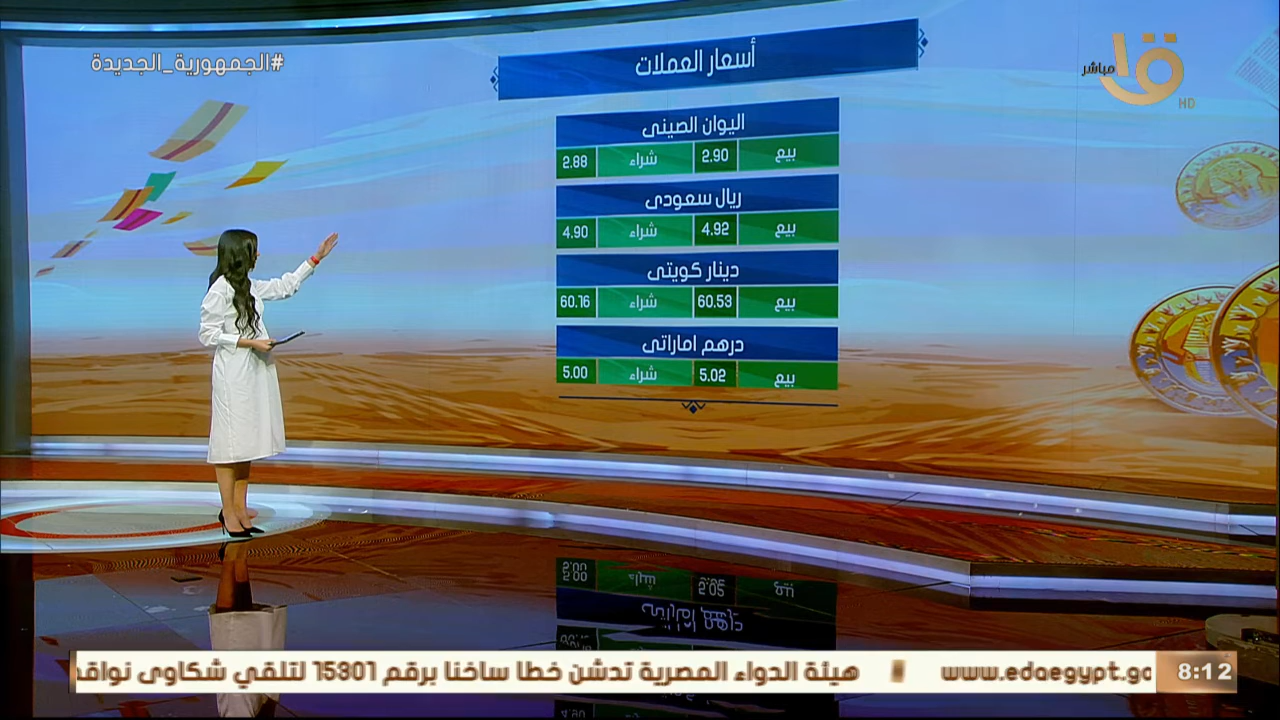 #الجمهورية_الجديدة
أسعار العملات
مباشر
HD
اليوان الصينى
بيع 2.90 شراء 2.88
ريال سعودى
بيع 4.92 شراء 4.90
دينار كويتى
بيع 60.53 شراء 60.16
درهم اماراتى
بيع 5.02 شراء 5.00
8:12 www.edaegypt.go هيئة الدواء المصرية تدشن خطا ساخنا برقم 15301 لتلقي شكاوى نواقد